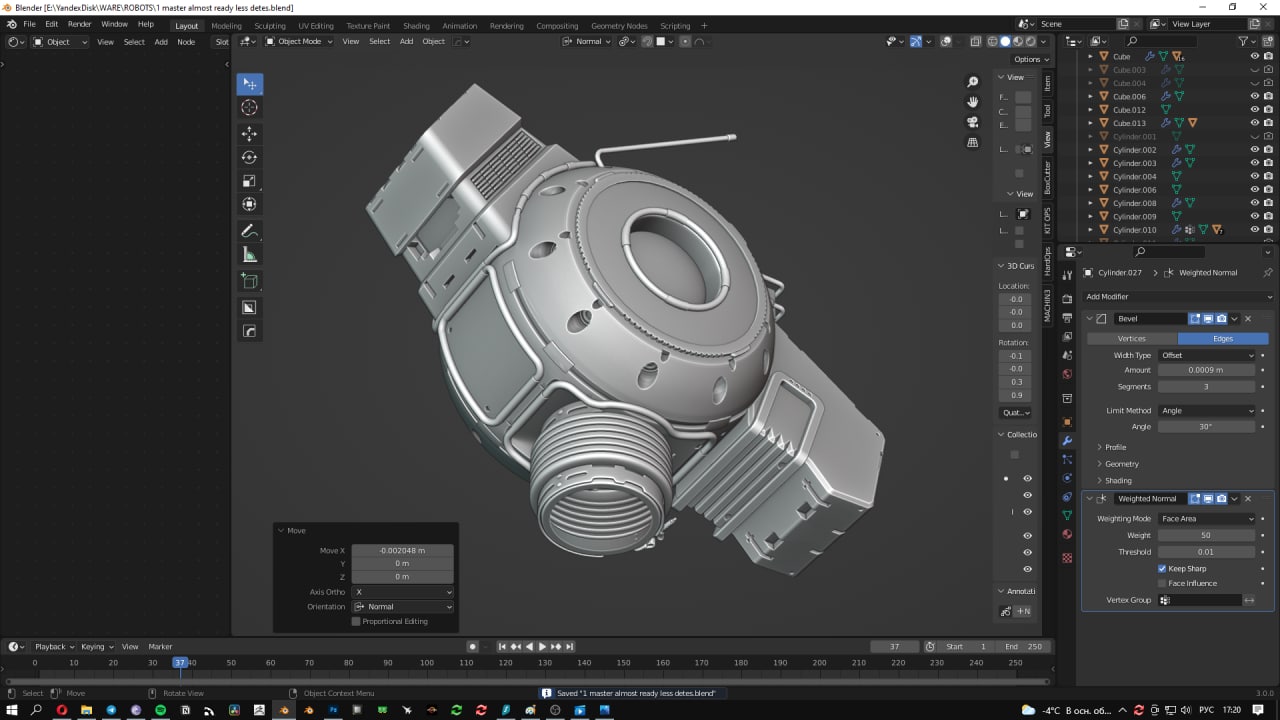 Blender [E:\YandexDisk\WARE\ROBOTS\1 master almost ready less detes.blend]
File Edit Render Window Help Layout Modeling Sculpting UV Editing Texture Paint Shading Animation Rendering Compositing Geometry Nodes Scripting + Scene View Layer
Object View Select Add Node Slot
Object Mode View Select Add Object Normal
Options
View
F...
C...
E...
L...
View
L...
L...
3D Curs
Location:
-0.0
-0.0
0.0
Rotation:
-0.1
-0.0
0.3
0.9
Quat...
Collectio
Annotati
+N
Item
Tool
View
BoxCutter
KIT OPS
HardOps
MACHIN3
Cube 16
Cube.003
Cube.004
Cube.006
Cube.012
Cube.013
Cylinder.001
Cylinder.002
Cylinder.003
Cylinder.004
Cylinder.006
Cylinder.008
Cylinder.009
Cylinder.010
Cylinder.027 > Weighted Normal
Add Modifier
Bevel
Vertices Edges
Width Type Offset
Amount 0.0009 m
Segments 3
Limit Method Angle
Angle 30°
Profile
Geometry
Shading
Weighted Normal
Weighting Mode Face Area
Weight 50
Threshold 0.01
Keep Sharp
Face Influence
Vertex Group
Move
Move X -0.002048 m
Y 0 m
Z 0 m
Axis Ortho X
Orientation Normal
Proportional Editing
Playback Keying View Marker 37 Start 1 End 250
0 10 20 30 37 40 50 60 70 80 90 100 110 120 130 140 150 160 170 180 190 200 210 220 230 240 250
Select Move Rotate View Object Context Menu Saved "1 master almost ready less detes.blend" 3.0.0
-4°C В осн. об... РУС 17:20